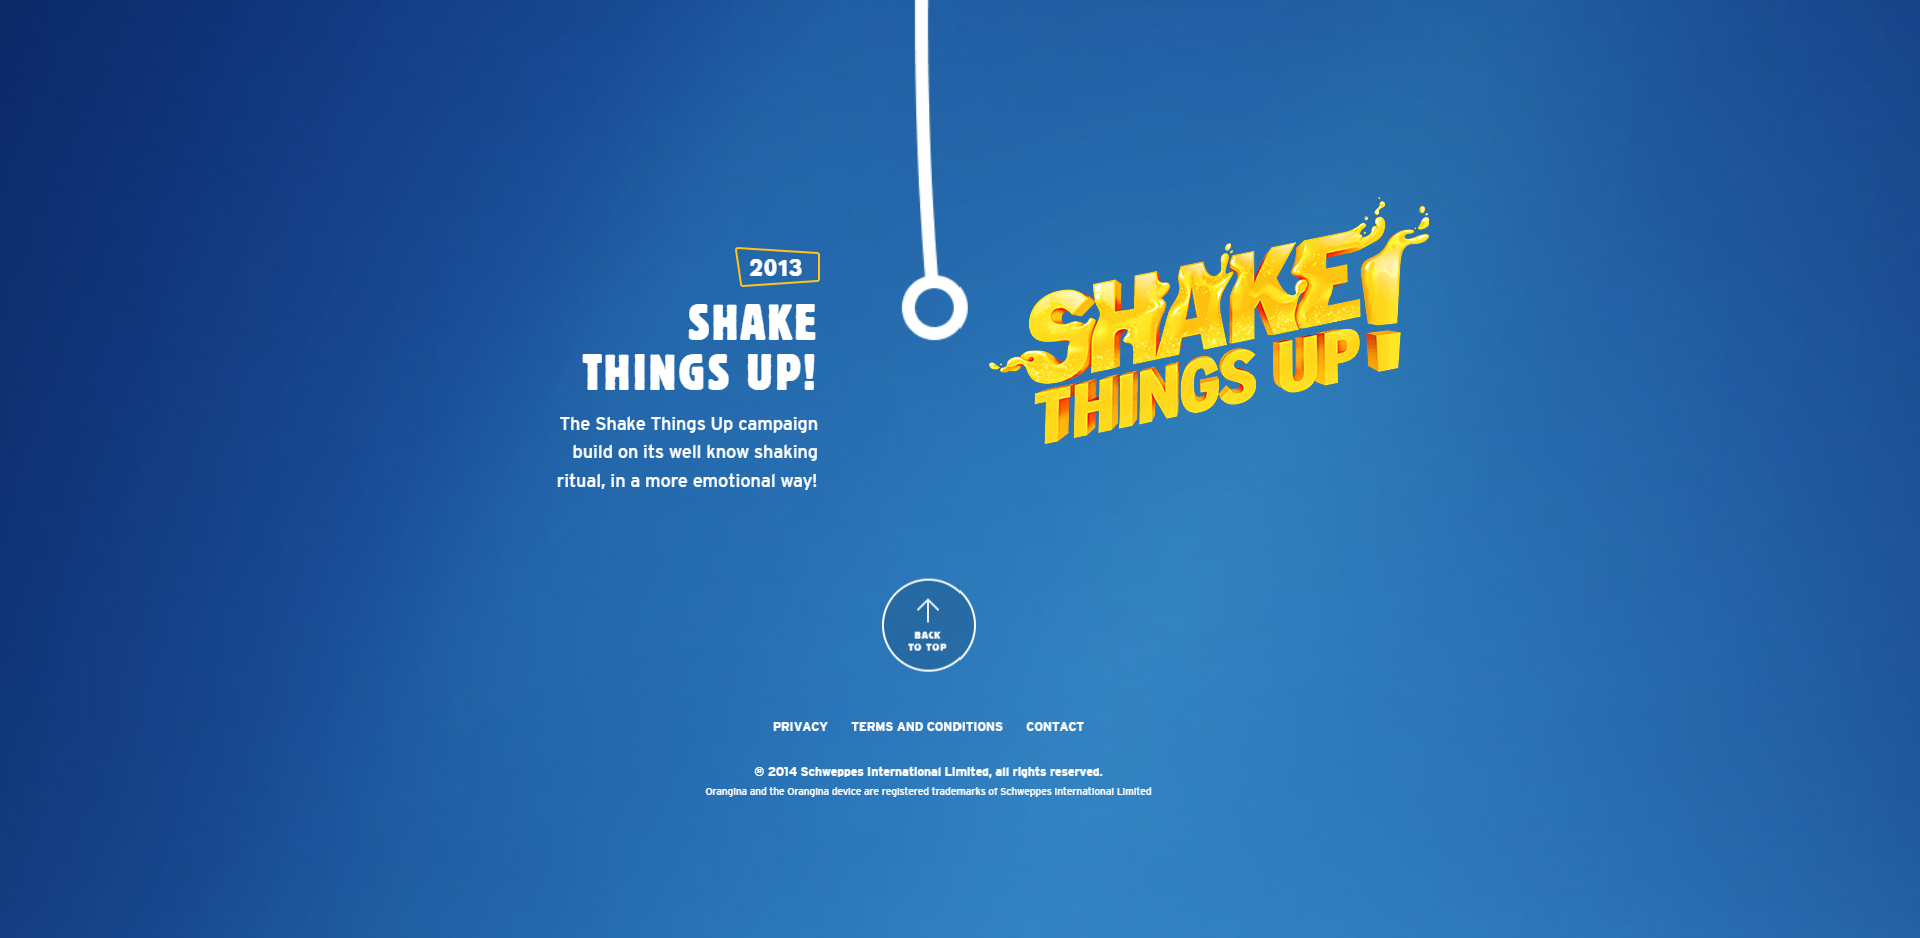 2013
SHAKE
THINGS UP!
The Shake Things Up campaign
build on its well know shaking
ritual, in a more emotional way!
SHAKE
THINGS UP!
BACK
TO TOP
PRIVACY TERMS AND CONDITIONS CONTACT
® 2014 Schweppes International Limited, all rights reserved.
Orangina and the Orangina device are registered trademarks of Schweppes International Limited